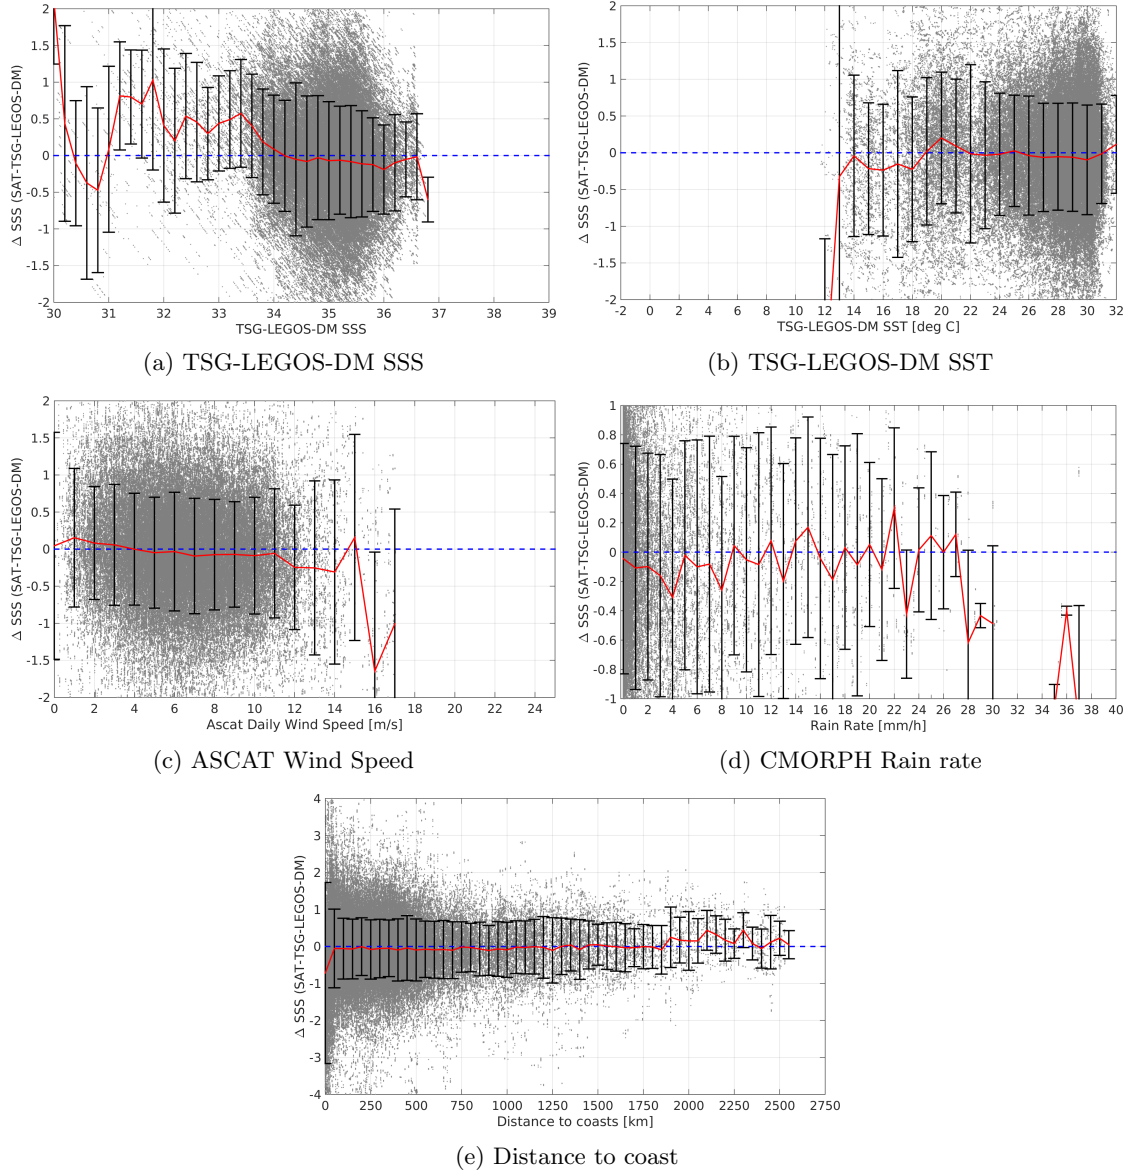 2
1.5
1
0.5
0
-0.5
-1
-1.5
-2
Δ SSS (SAT-TSG-LEGOS-DM)
30 31 32 33 34 35 36 37 38 39
TSG-LEGOS-DM SSS
(a) TSG-LEGOS-DM SSS
2
1.5
1
0.5
0
-0.5
-1
-1.5
-2
Δ SSS (SAT-TSG-LEGOS-DM)
-2 0 2 4 6 8 10 12 14 16 18 20 22 24 26 28 30 32
TSG-LEGOS-DM SST [deg C]
(b) TSG-LEGOS-DM SST
2
1.5
1
0.5
0
-0.5
-1
-1.5
-2
Δ SSS (SAT-TSG-LEGOS-DM)
0 2 4 6 8 10 12 14 16 18 20 22 24
Ascat Daily Wind Speed [m/s]
(c) ASCAT Wind Speed
1
0.8
0.6
0.4
0.2
0
-0.2
-0.4
-0.6
-0.8
-1
Δ SSS (SAT-TSG-LEGOS-DM)
0 2 4 6 8 10 12 14 16 18 20 22 24 26 28 30 32 34 36 38 40
Rain Rate [mm/h]
(d) CMORPH Rain rate
4
3
2
1
0
-1
-2
-3
-4
Δ SSS (SAT-TSG-LEGOS-DM)
0 250 500 750 1000 1250 1500 1750 2000 2250 2500 2750
Distance to coasts [km]
(e) Distance to coast